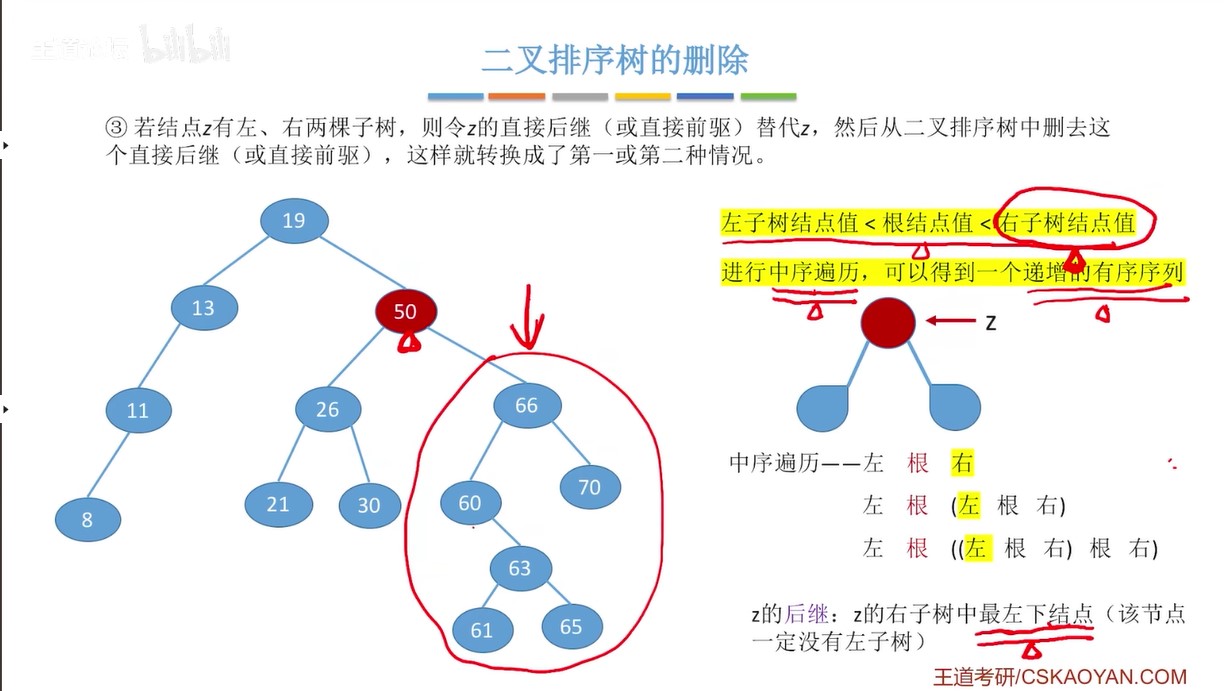 王道论坛 bilibili
二叉排序树的删除
③ 若结点z有左、右两棵子树，则令z的直接后继（或直接前驱）替代z，然后从二叉排序树中删去这
个直接后继（或直接前驱），这样就转换成了第一或第二种情况。
左子树结点值 < 根结点值 < 右子树结点值
进行中序遍历，可以得到一个递增的有序序列
19
13
50
z
11
26
66
8
21
30
60
70
63
61
65
中序遍历——左 根 右
左 根 (左 根 右)
左 根 ((左 根 右) 根 右)
z的后继：z的右子树中最左下结点（该节点
一定没有左子树）
王道考研/CSKAOYAN.COM